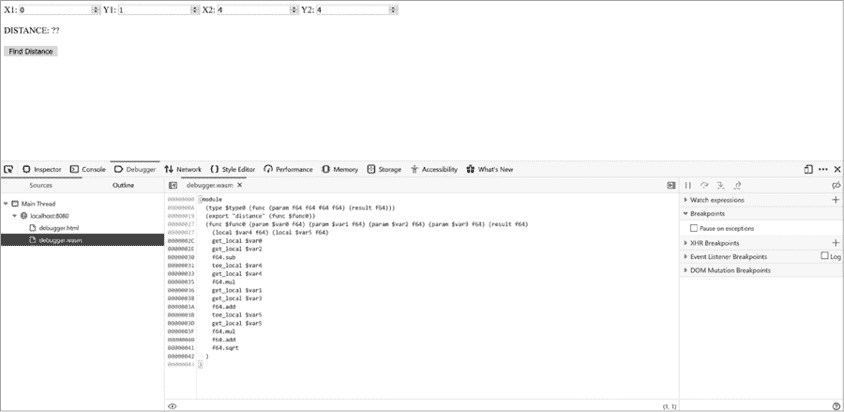 X1: 0 Y1: 1 X2: 4 Y2: 4
DISTANCE: ??
Find Distance
Inspector Console Debugger Network Style Editor Performance Memory Storage Accessibility What's New
Sources Outline debugger.wasm ×
Main Thread
localhost:8080
debugger.html
debugger.wasm
00000000 (module
0000000A (type $type0 (func (param f64 f64 f64 f64) (result f64)))
00000019 (export "distance" (func $func0))
00000027 (func $func0 (param $var0 f64) (param $var1 f64) (param $var2 f64) (param $var3 f64) (result f64)
(local $var4 f64) (local $var5 f64)
0000002C get_local $var0
0000002E get_local $var2
00000030 f64.sub
00000031 tee_local $var4
00000033 get_local $var4
00000035 f64.mul
00000036 get_local $var1
00000038 get_local $var3
0000003A f64.add
0000003B tee_local $var5
0000003D get_local $var5
0000003F f64.mul
00000040 f64.add
00000041 f64.sqrt
00000042 )
00000043 )
(1, 1)
Watch expressions
Breakpoints
Pause on exceptions
XHR Breakpoints
Event Listener Breakpoints Log
DOM Mutation Breakpoints